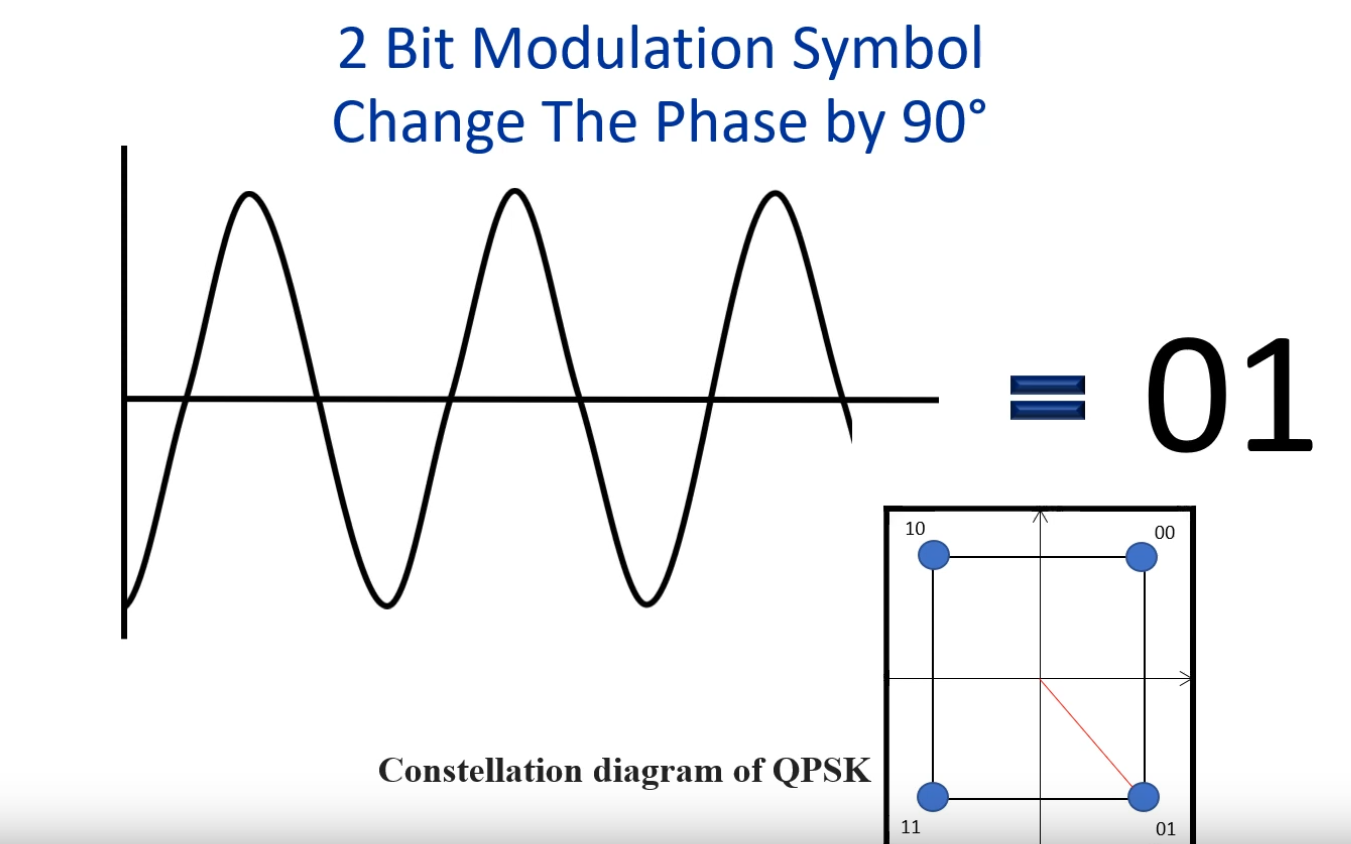 2 Bit Modulation Symbol
Change The Phase by 90°
= 01
10
00
Constellation diagram of QPSK
11
01